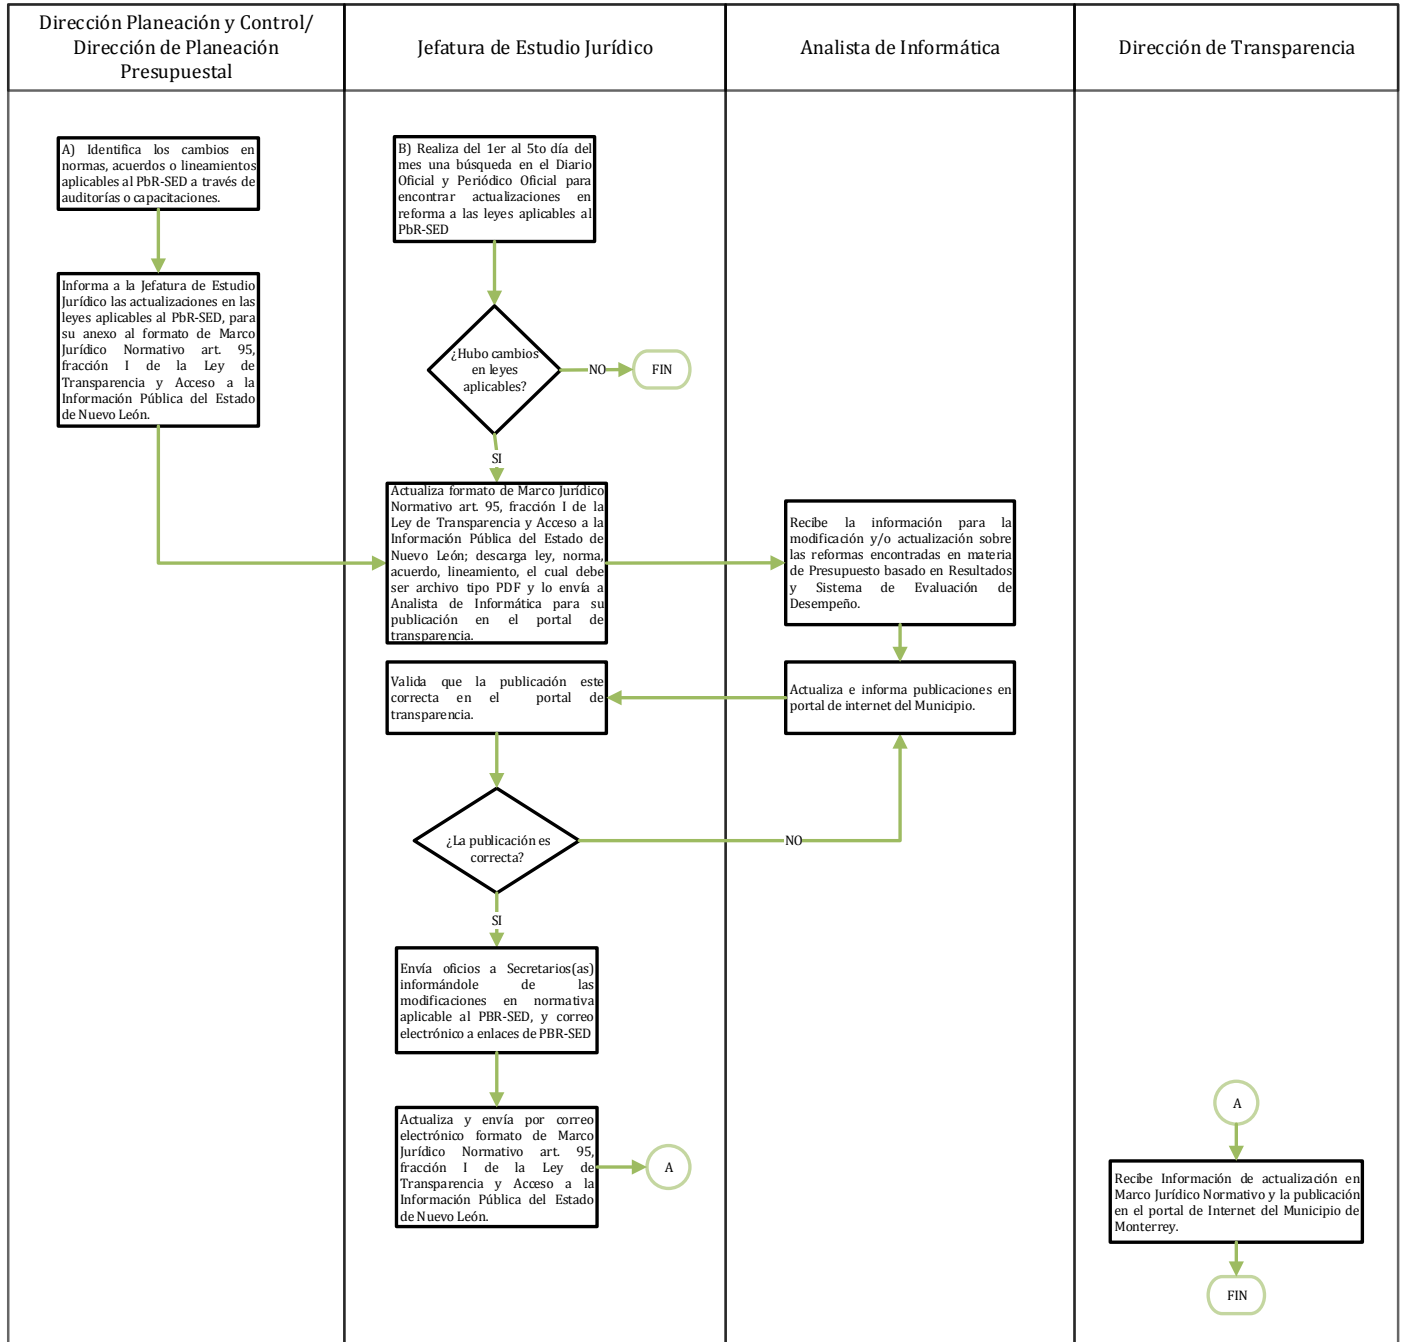 Dirección Planeación y Control/
Dirección de Planeación
Presupuestal
Jefatura de Estudio Jurídico
Analista de Informática
Dirección de Transparencia
A) Identifica los cambios en
normas, acuerdos o lineamientos
aplicables al PbR-SED a través de
auditorías o capacitaciones.
Informa a la Jefatura de Estudio
Jurídico las actualizaciones en las
leyes aplicables al PbR-SED, para
su anexo al formato de Marco
Jurídico Normativo art. 95,
fracción I de la Ley de
Transparencia y Acceso a la
Información Pública del Estado
de Nuevo León.
B) Realiza del 1er al 5to día del
mes una búsqueda en el Diario
Oficial y Periódico Oficial para
encontrar actualizaciones en
reforma a las leyes aplicables al
PbR-SED
¿Hubo cambios
en leyes
aplicables?
NO
FIN
SI
Actualiza formato de Marco Jurídico
Normativo art. 95, fracción I de la
Ley de Transparencia y Acceso a la
Información Pública del Estado de
Nuevo León; descarga ley, norma,
acuerdo, lineamiento, el cual debe
ser archivo tipo PDF y lo envía a
Analista de Informática para su
publicación en el portal de
transparencia.
Recibe la información para la
modificación y/o actualización sobre
las reformas encontradas en materia
de Presupuesto basado en Resultados
y Sistema de Evaluación de
Desempeño.
Actualiza e informa publicaciones en
portal de internet del Municipio.
Valida que la publicación este
correcta en el portal de
transparencia.
¿La publicación es
correcta?
NO
SI
Envía oficios a Secretarios(as)
informándole de las
modificaciones en normativa
aplicable al PBR-SED, y correo
electrónico a enlaces de PBR-SED
Actualiza y envía por correo
electrónico formato de Marco
Jurídico Normativo art. 95,
fracción I de la Ley de
Transparencia y Acceso a la
Información Pública del Estado
de Nuevo León.
A
A
Recibe Información de actualización en
Marco Jurídico Normativo y la publicación
en el portal de Internet del Municipio de
Monterrey.
FIN